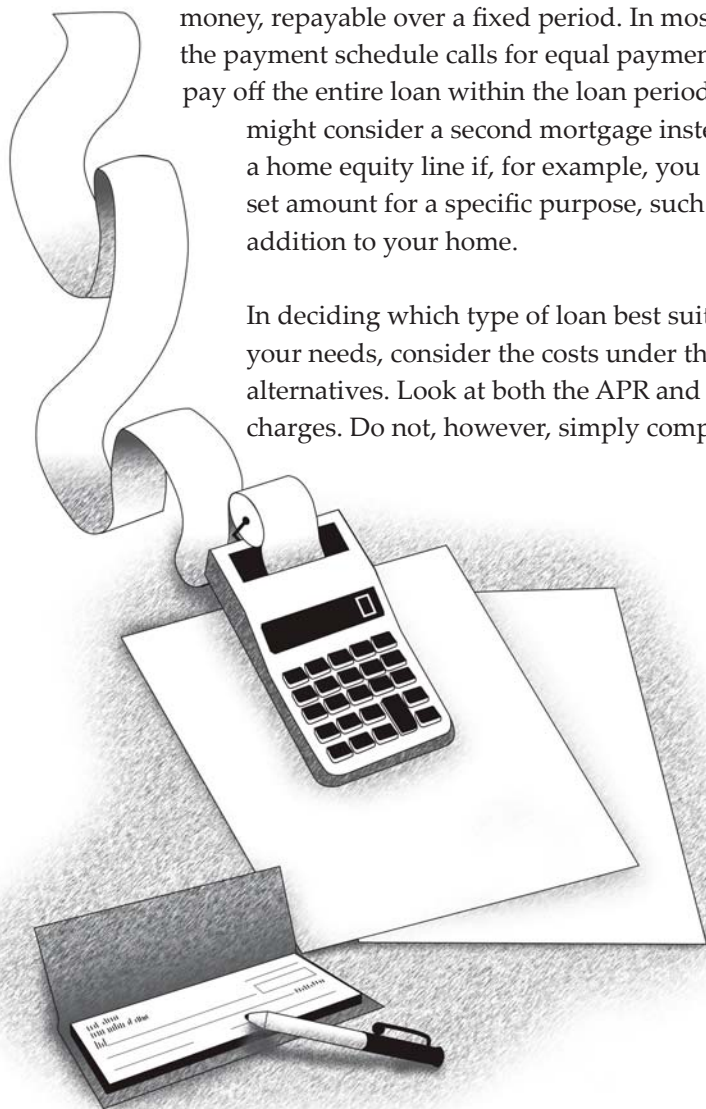 money, repayable over a fixed period. In mos
the payment schedule calls for equal paymen
pay off the entire loan within the loan period
might consider a second mortgage inste
a home equity line if, for example, you
set amount for a specific purpose, such
addition to your home.
In deciding which type of loan best suit
your needs, consider the costs under th
alternatives. Look at both the APR and
charges. Do not, however, simply comp
0